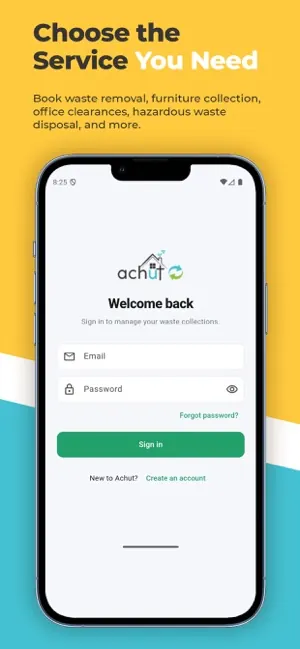 Choose the
Service You Need
Book waste removal, furniture collection,
office clearances, hazardous waste
disposal, and more.
8:25
achut
Welcome back
Sign in to manage your waste collections.
Email
Password
Forgot password?
Sign in
New to Achut? Create an account